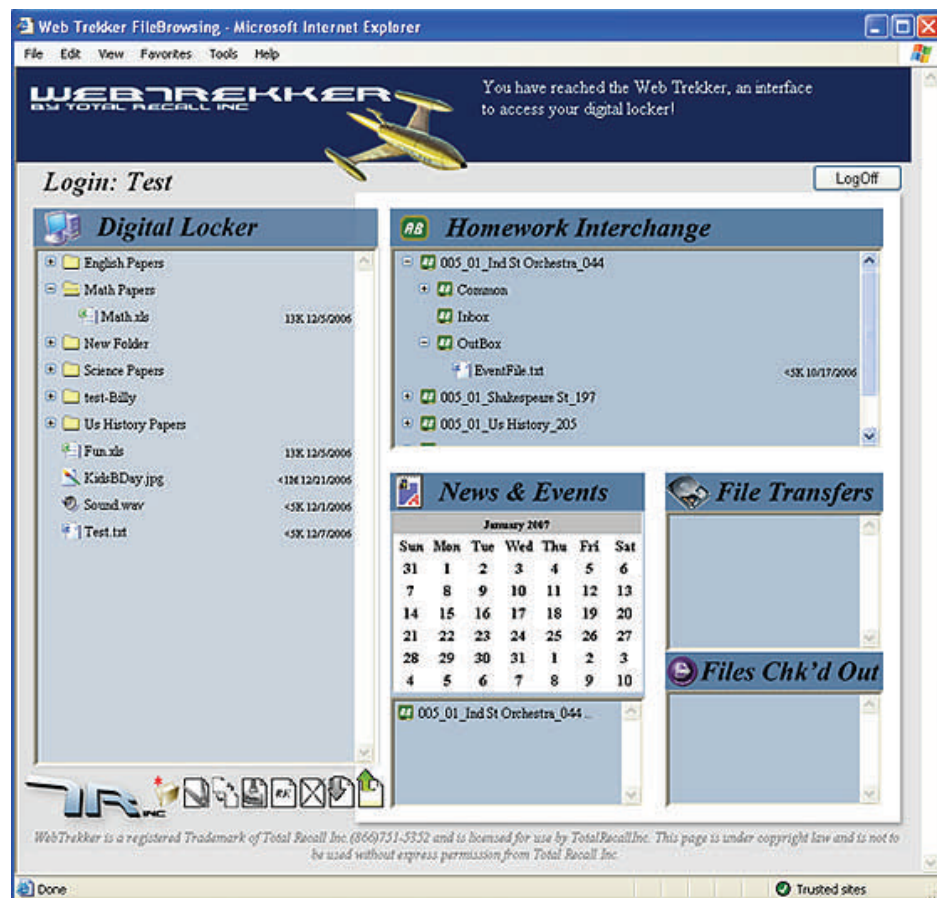 Web Trekker FileBrowsing - Microsoft Internet Explorer
File Edit View Favorites Tools Help
WEBTREKKER
BY TOTAL RECALL INC
You have reached the Web Trekker, an interface
to access your digital locker!
Login: Test
LogOff
Digital Locker
English Papers
Math Papers
Math.xls 13K 12/5/2006
New Folder
Science Papers
test-Billy
Us History Papers
Fun.xls 13K 12/5/2006
KidsBDay.jpg <1M 12/21/2006
Sound.wav <5K 12/1/2006
Test.txt <5K 12/7/2006
Homework Interchange
005_01_Ind St Orchestra_044
Common
Inbox
OutBox
EventFile.txt <5K 10/17/2006
005_01_Shakespeare St_197
005_01_Us History_205
News & Events
January 2007
Sun Mon Tue Wed Thu Fri Sat
31 1 2 3 4 5 6
7 8 9 10 11 12 13
14 15 16 17 18 19 20
21 22 23 24 25 26 27
28 29 30 31 1 2 3
4 5 6 7 8 9 10
005_01_Ind St Orchestra_044 ...
File Transfers
Files Chk'd Out
TR INC
WebTrekker is a registered Trademark of Total Recall Inc.(866)751-5352 and is licensed for use by TotalRecallInc. This page is under copyright law and is not to
be used without express permission from Total Recall Inc.
Done
Trusted sites